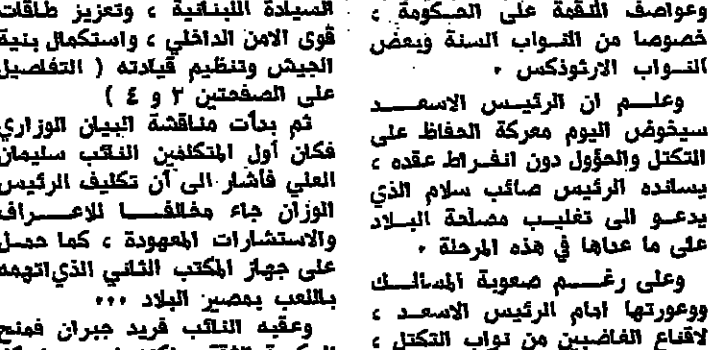 وعواصف النقمة على الحكومة ،
خصوصا من النواب السنة وبعض
النواب الارثوذكس .
وعلم ان الرئيس الاسعد
سيخوض اليوم معركة الحفاظ على
التكتل والحؤول دون انفراط عقده ،
يسانده الرئيس صائب سلام الذي
يدعو الى تغليب مصلحة البلاد
على ما عداها في هذه المرحلة .
وعلى رغم صعوبة المسالك
ووعورتها امام الرئيس الاسعد ،
لاقناع الغاضبين من نواب التكتل ،
السيادة اللبنانية ، وتعزيز طاقات
قوى الامن الداخلي ، واستكمال بنية
الجيش وتنظيم قيادته ( التفاصيل
على الصفحتين ٢ و ٤ )
ثم بدأت مناقشة البيان الوزاري
فكان أول المتكلمين النائب سليمان
العلي فأشار الى أن تكليف الرئيس
الوزان جاء مخالفا للاعراف
والاستشارات المعهودة ، كما حمل
على جهاز المكتب الثاني الذي اتهمه
باللعب بمصير البلاد ...
وعقبه النائب فريد جبران فمنح